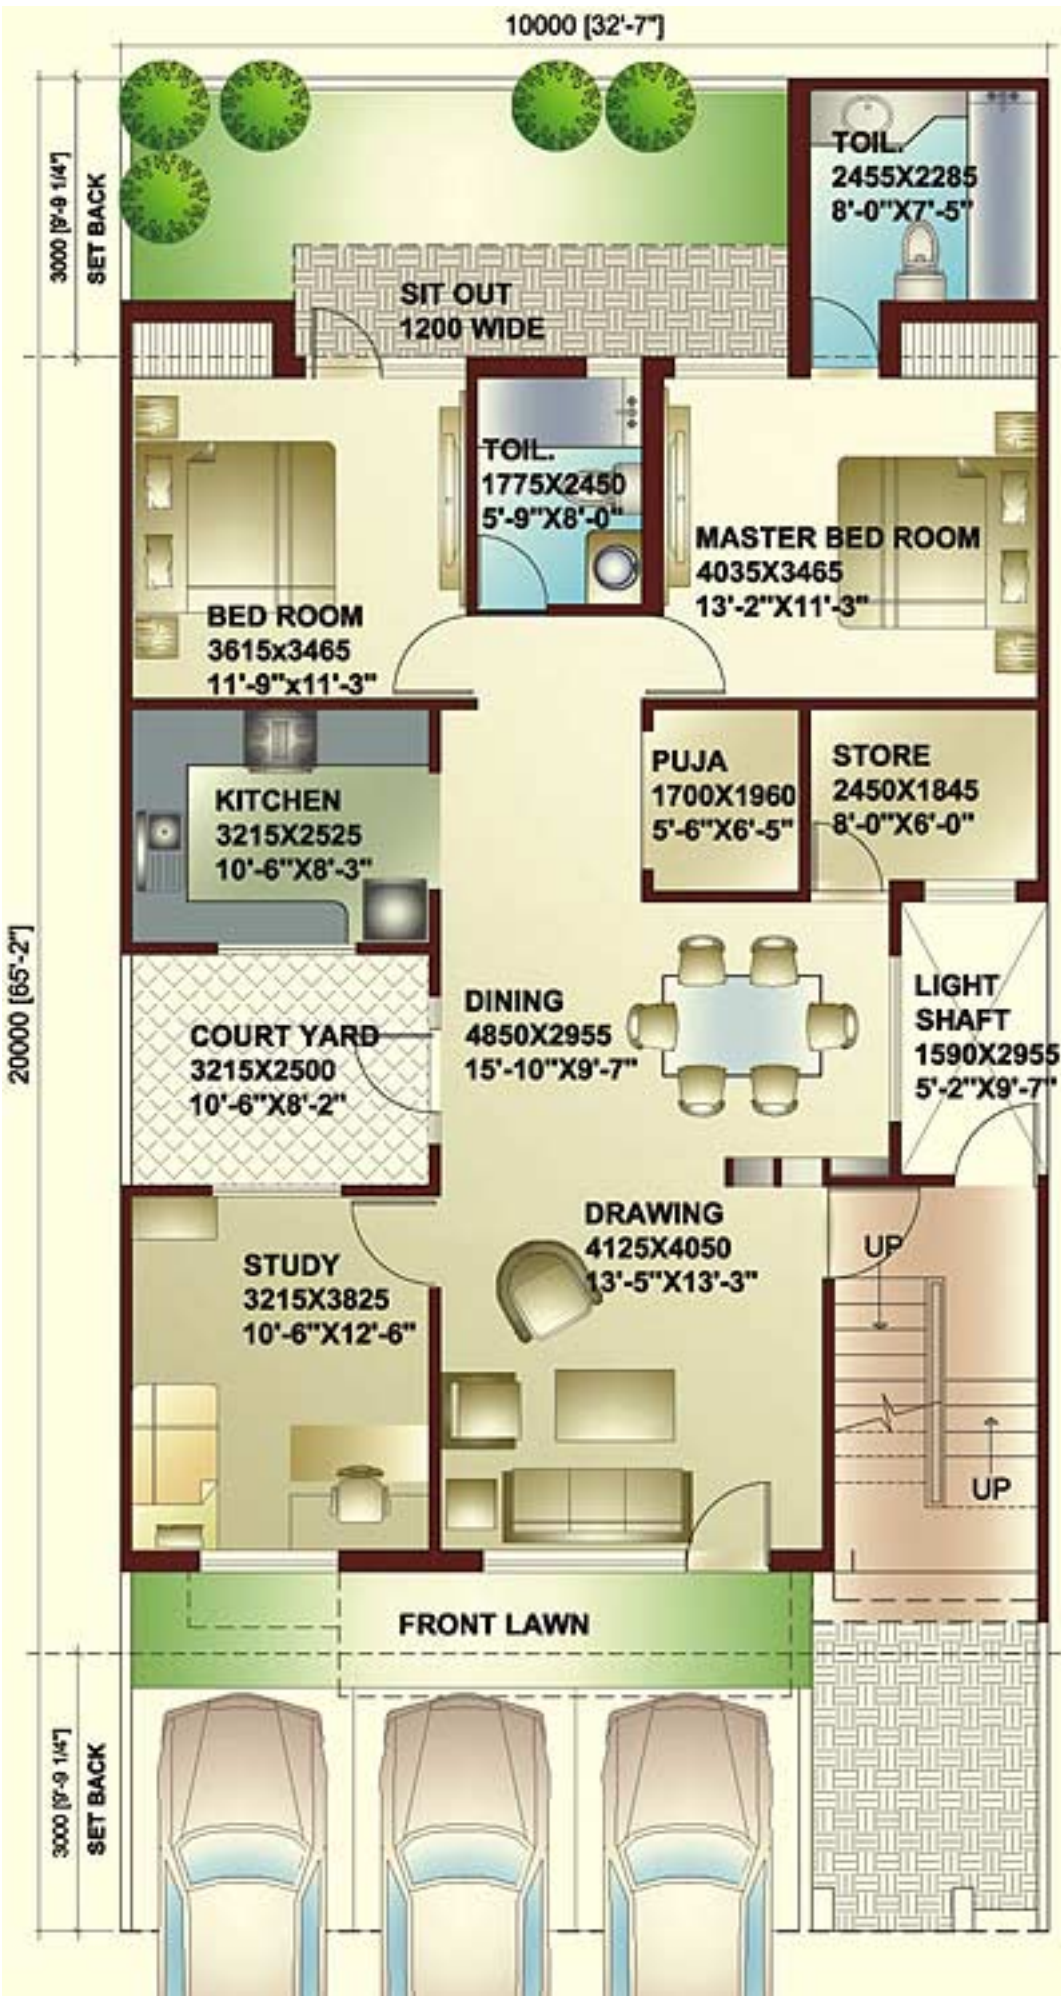 10000 [32'-7"]
3000 [9'-9 1/4"]
SET BACK
TOIL.
2455X2285
8'-0"X7'-5"
SIT OUT
1200 WIDE
TOIL.
1775X2450
5'-9"X8'-0"
MASTER BED ROOM
4035X3465
13'-2"X11'-3"
BED ROOM
3615x3465
11'-9"x11'-3"
KITCHEN
3215X2525
10'-6"X8'-3"
PUJA
1700X1960
5'-6"X6'-5"
STORE
2450X1845
8'-0"X6'-0"
20000 [65'-2"]
COURT YARD
3215X2500
10'-6"X8'-2"
DINING
4850X2955
15'-10"X9'-7"
LIGHT
SHAFT
1590X2955
5'-2"X9'-7"
DRAWING
4125X4050
13'-5"X13'-3"
UP
STUDY
3215X3825
10'-6"X12'-6"
UP
FRONT LAWN
3000 [9'-9 1/4"]
SET BACK